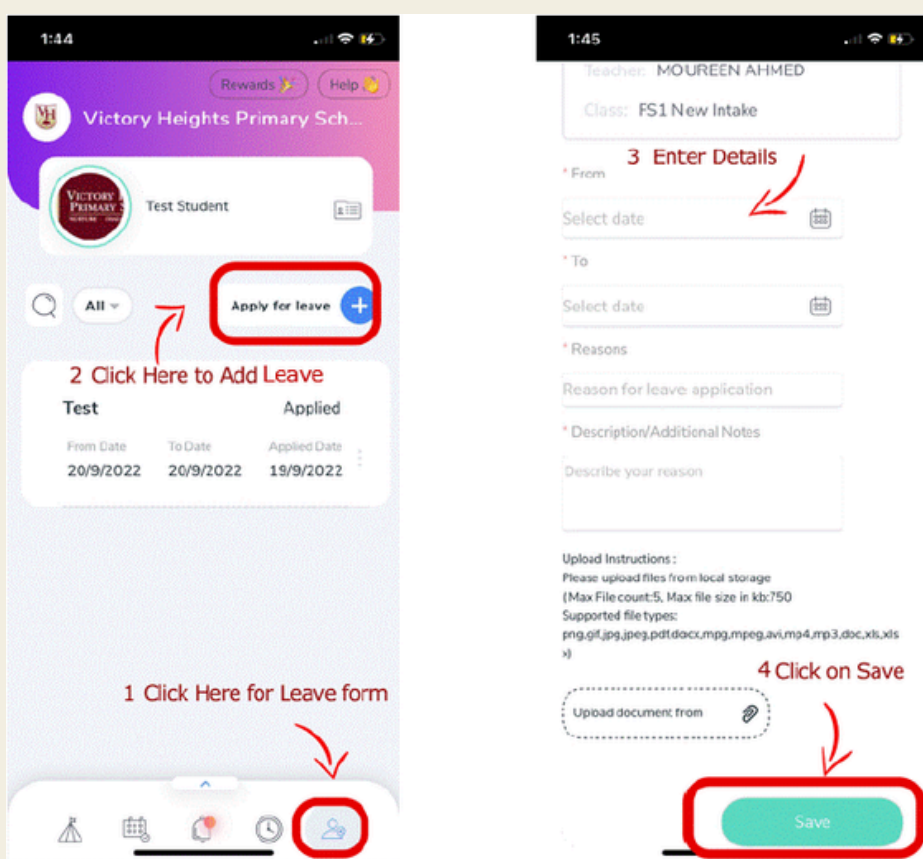 1:44
Rewards
Help
Victory Heights Primary Sch...
VICTORY
PRIMARY
Test Student
All
Apply for leave
2 Click Here to Add Leave
Test
Applied
From Date
To Date
Applied Date
20/9/2022
20/9/2022
19/9/2022
1 Click Here for Leave form
1:45
Teacher: MOUREEN AHMED
Class: FS1 New Intake
3 Enter Details
* From
Select date
* To
Select date
* Reasons
Reason for leave application
* Description/Additional Notes
Describe your reason
Upload Instructions :
Please upload files from local storage
(Max File count:5, Max file size in kb:750
Supported file types:
png,gif,jpg,jpeg,pdf,docx,mpg,mpeg,avi,mp4,mp3,doc,xls,xls
x)
4 Click on Save
Upload document from
Save